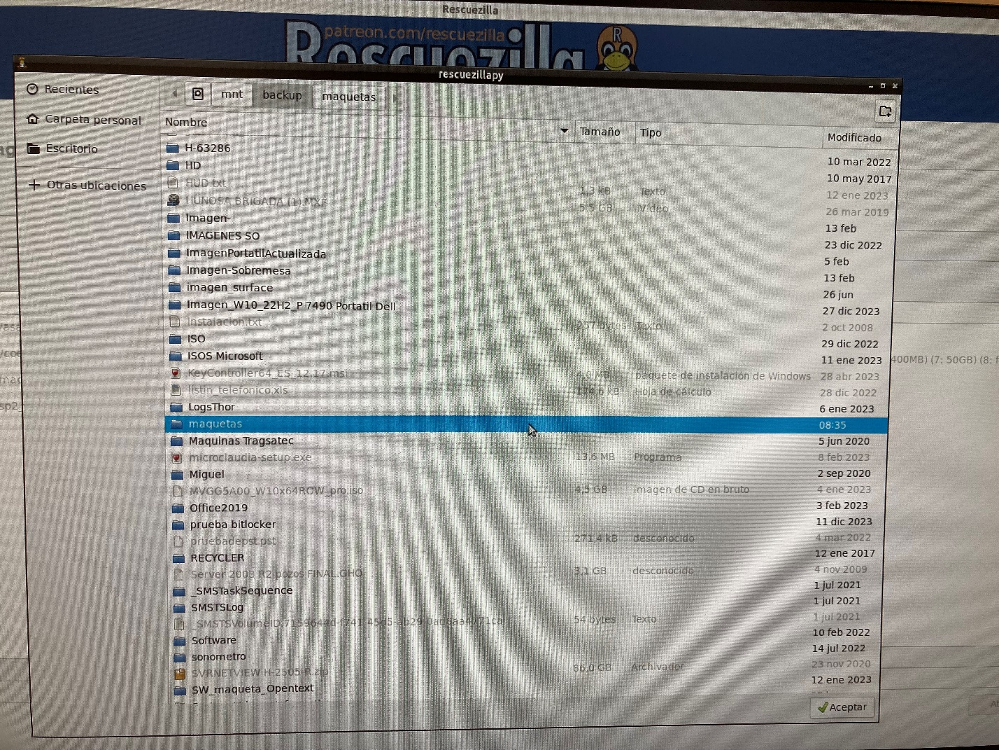 Rescuezilla
patreon.com/rescuezilla
Rescuezilla
R
rescuezillapy
Recientes
Carpeta personal
Escritorio
Otras ubicaciones
mnt backup maquetas
Nombre Tamaño Tipo Modificado
H-63286 10 mar 2022
HD 10 may 2017
HUD.txt 1,3 kB Texto 12 ene 2023
HUNOSA BRIGADA (1).MXF 5,5 GB Vídeo 26 mar 2019
Imagen- 13 feb
IMAGENES SO 23 dic 2022
ImagenPortatilActualizada 5 feb
Imagen-Sobremesa 13 feb
imagen_surface 26 jun
Imagen_W10_22H2_P 7490 Portatil Dell 27 dic 2023
Instalacion.txt 257 bytes Texto 2 oct 2008
ISO 29 dic 2022
ISOS Microsoft 11 ene 2023
KeyController64_ES_12.17.msi 4,0 MB paquete de instalación de Windows 28 abr 2023
listin_telefonico.xls 174,6 kB Hoja de cálculo 28 dic 2022
LogsThor 6 ene 2023
maquetas 08:35
Maquinas Tragsatec 5 jun 2020
microclaudia-setup.exe 13,6 MB Programa 8 feb 2023
Miguel 2 sep 2020
MVGG5A00_W10x64ROW_pro.iso 4,5 GB imagen de CD en bruto 4 ene 2023
Office2019 3 feb 2023
prueba bitlocker 11 dic 2023
pruebadepst.pst 271,4 kB desconocido 4 mar 2022
RECYCLER 12 ene 2017
Server 2003 R2 pozos FINAL.GHO 3,1 GB desconocido 4 nov 2009
_SMSTaskSequence 1 jul 2021
SMSTSLog 1 jul 2021
54 bytes Texto 1 jul 2021
Software 10 feb 2022
sonometro 14 jul 2022
SVRNETVIEW H-2505-R.zip 86,0 GB Archivador 23 nov 2020
SW_maqueta_Opentext 12 ene 2023
Aceptar
400MB) (7: 50GB) (8: f